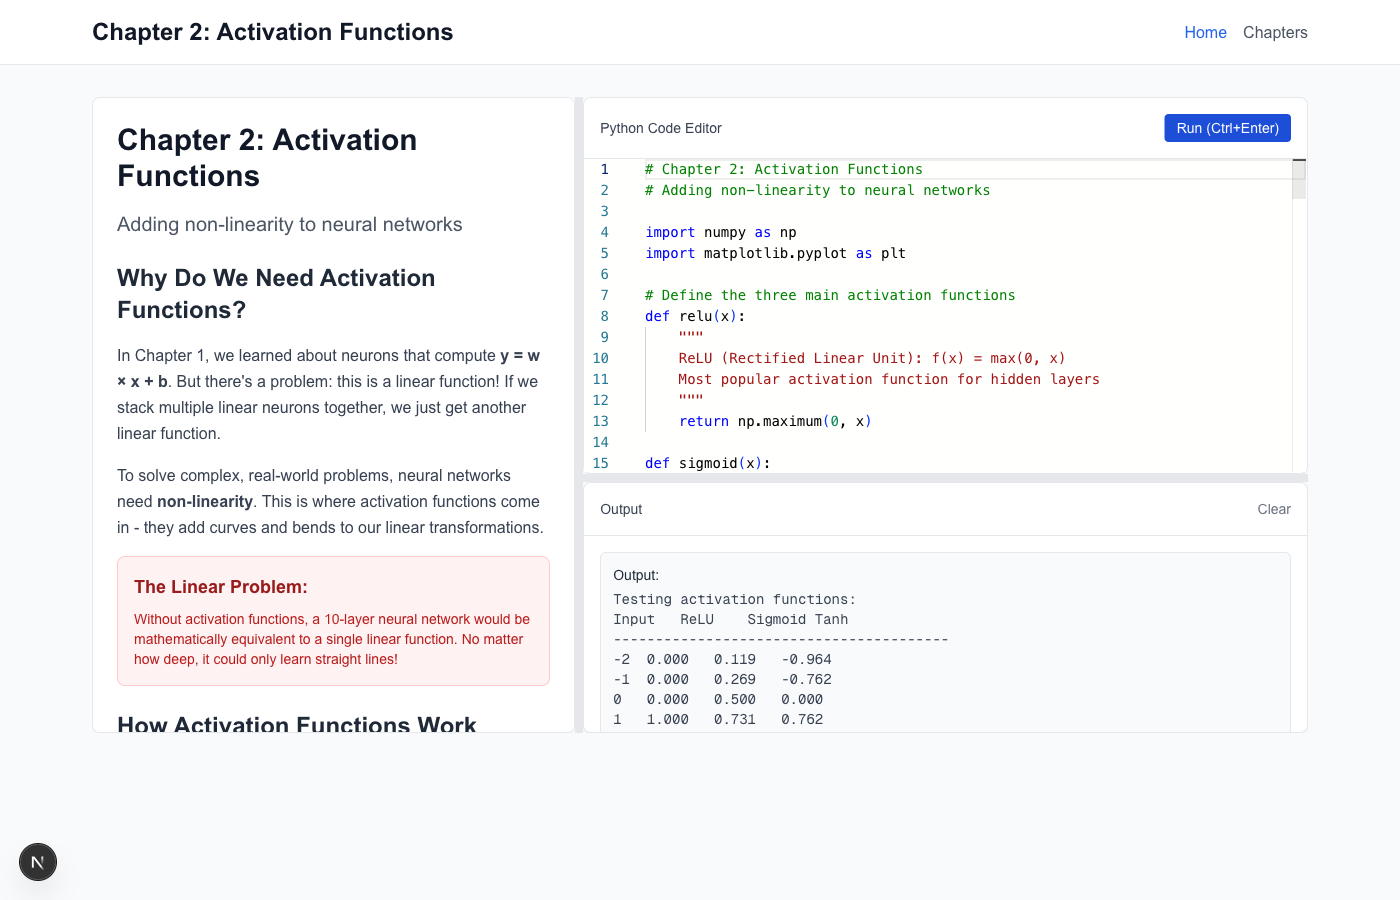 Chapter 2: Activation Functions
Home
Chapters
Chapter 2: Activation
Functions
Adding non-linearity to neural networks
Why Do We Need Activation
Functions?
In Chapter 1, we learned about neurons that compute y = w
× x + b. But there's a problem: this is a linear function! If we
stack multiple linear neurons together, we just get another
linear function.
To solve complex, real-world problems, neural networks
need non-linearity. This is where activation functions come
in - they add curves and bends to our linear transformations.
The Linear Problem:
Without activation functions, a 10-layer neural network would be
mathematically equivalent to a single linear function. No matter
how deep, it could only learn straight lines!
How Activation Functions Work
Python Code Editor
Run (Ctrl+Enter)
1 # Chapter 2: Activation Functions
2 # Adding non-linearity to neural networks
3
4 import numpy as np
5 import matplotlib.pyplot as plt
6
7 # Define the three main activation functions
8 def relu(x):
9 """
10 ReLU (Rectified Linear Unit): f(x) = max(0, x)
11 Most popular activation function for hidden layers
12 """
13 return np.maximum(0, x)
14
15 def sigmoid(x):
Output
Clear
Output:
Testing activation functions:
Input ReLU Sigmoid Tanh
----------------------------------------
-2 0.000 0.119 -0.964
-1 0.000 0.269 -0.762
0 0.000 0.500 0.000
1 1.000 0.731 0.762
N